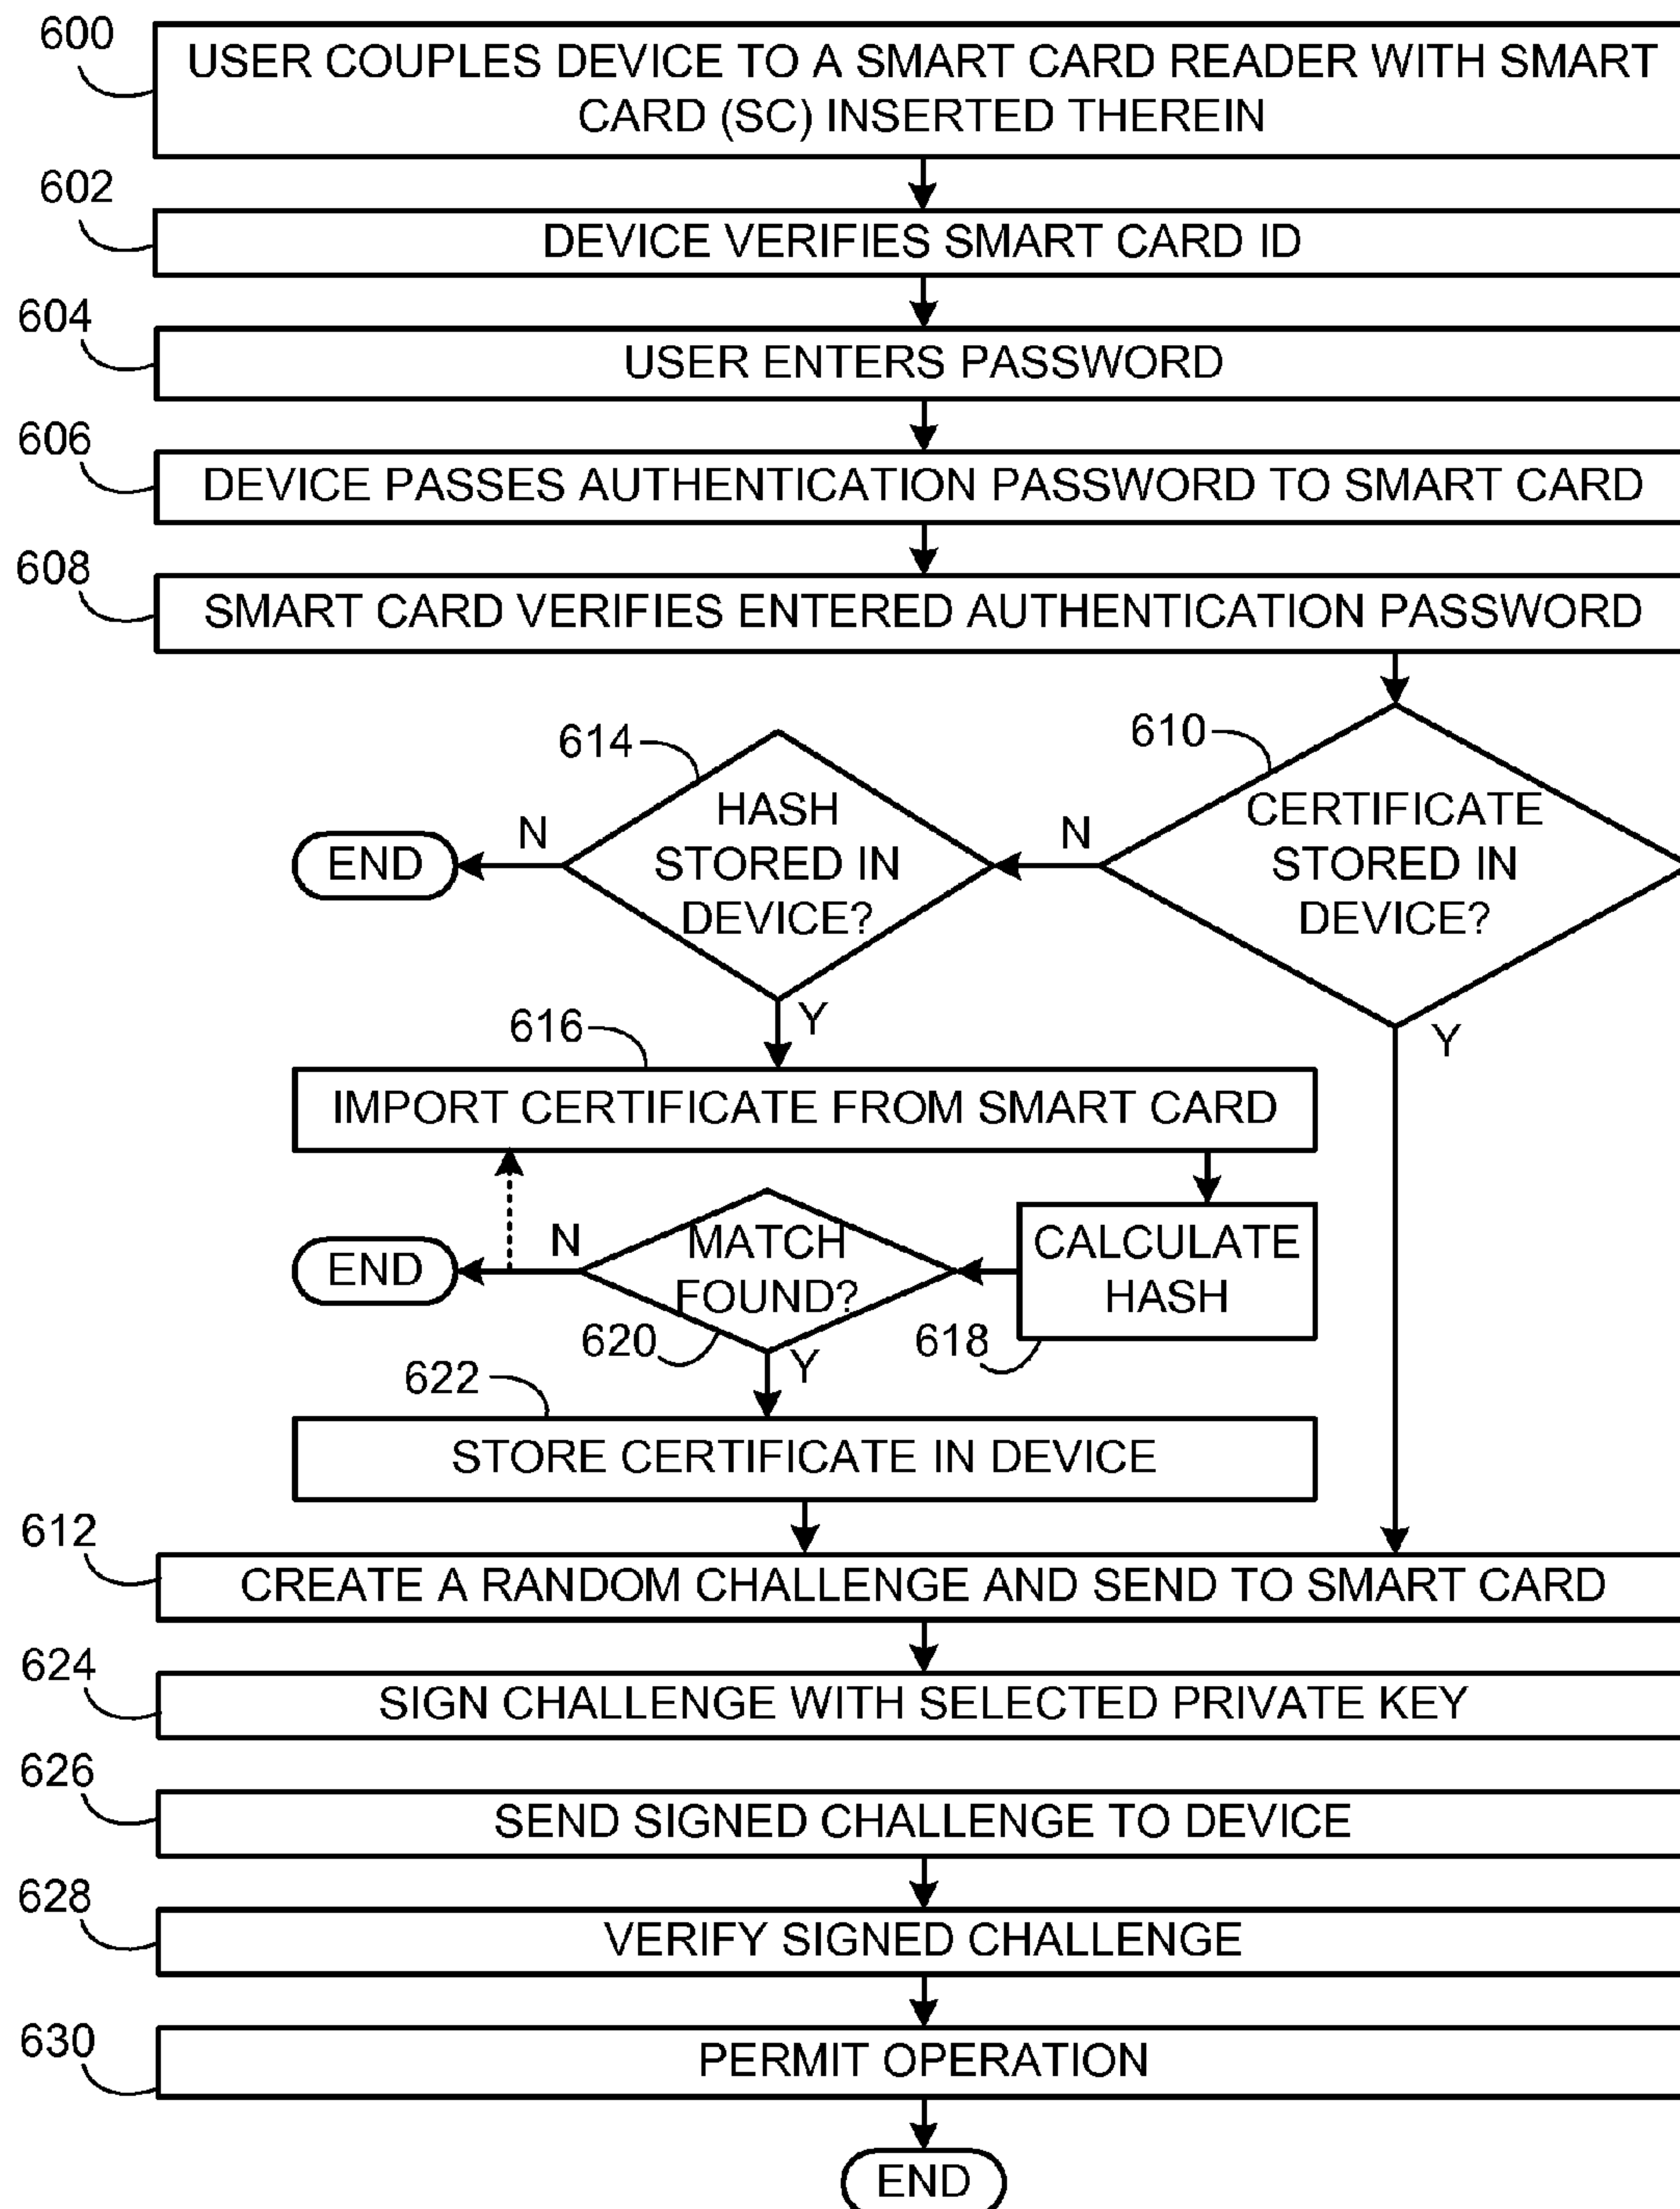 600
USER COUPLES DEVICE TO A SMART CARD READER WITH SMART
CARD (SC) INSERTED THEREIN
602
DEVICE VERIFIES SMART CARD ID
604
USER ENTERS PASSWORD
606
DEVICE PASSES AUTHENTICATION PASSWORD TO SMART CARD
608
SMART CARD VERIFIES ENTERED AUTHENTICATION PASSWORD
610
CERTIFICATE
STORED IN
DEVICE?
N
Y
614
HASH
STORED IN
DEVICE?
N
END
Y
616
IMPORT CERTIFICATE FROM SMART CARD
618
CALCULATE
HASH
620
MATCH
FOUND?
N
END
Y
622
STORE CERTIFICATE IN DEVICE
612
CREATE A RANDOM CHALLENGE AND SEND TO SMART CARD
624
SIGN CHALLENGE WITH SELECTED PRIVATE KEY
626
SEND SIGNED CHALLENGE TO DEVICE
628
VERIFY SIGNED CHALLENGE
630
PERMIT OPERATION
END